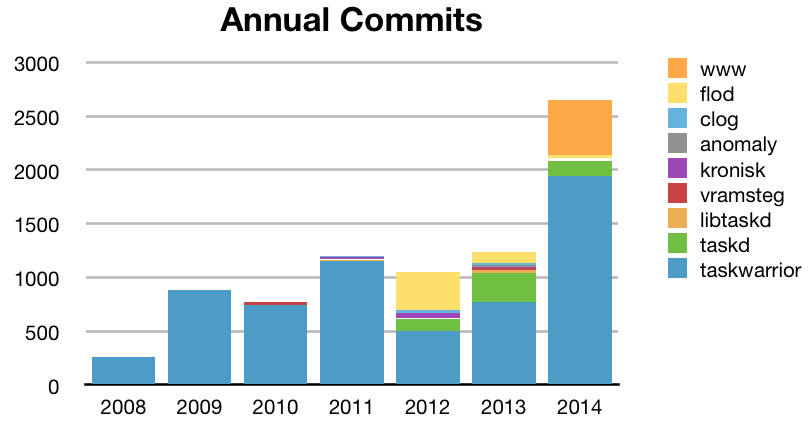 Annual Commits
3000
2500
2000
1500
1000
500
0
2008 2009 2010 2011 2012 2013 2014
www
flod
clog
anomaly
kronisk
vramsteg
libtaskd
taskd
taskwarrior